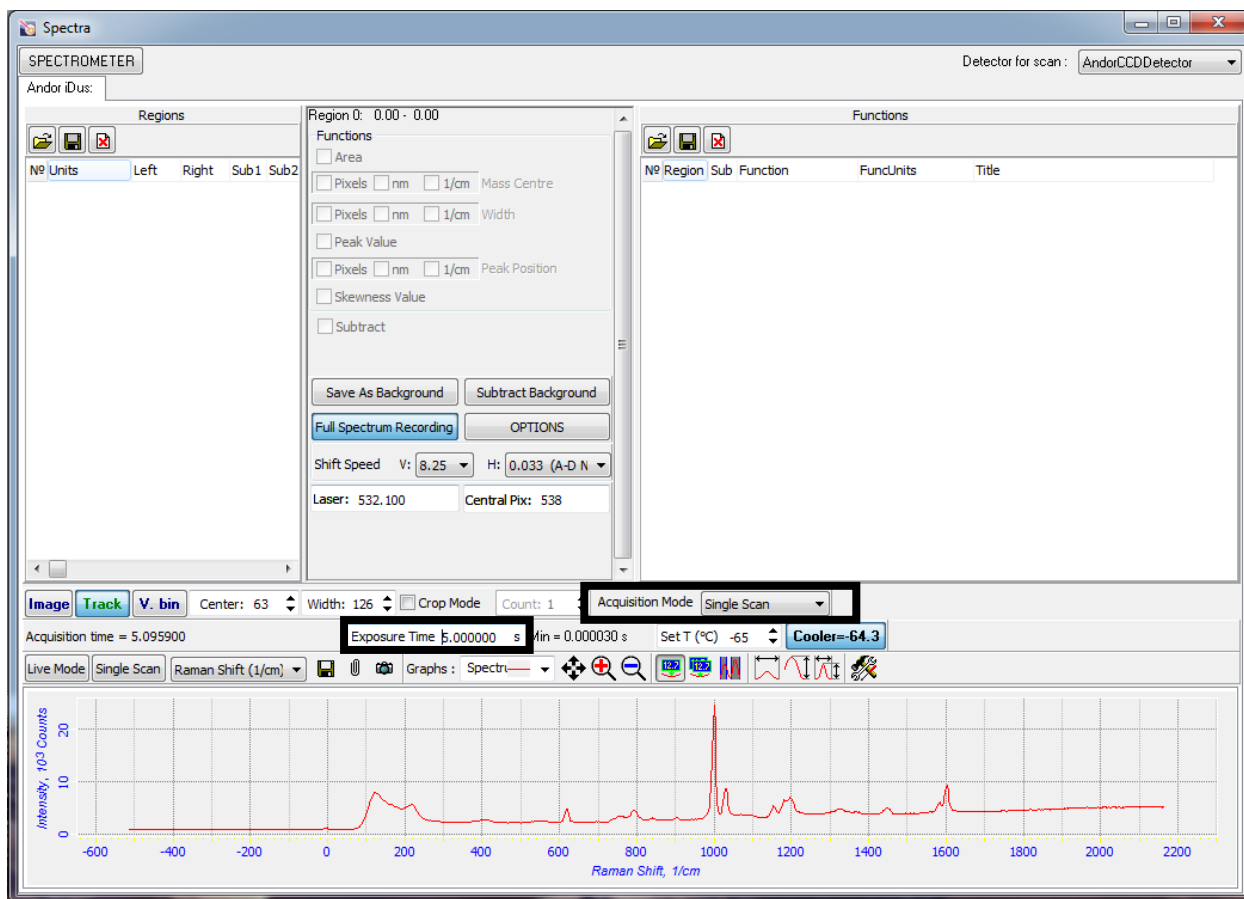 Spectra
SPECTROMETER
Detector for scan : AndorCCDDetector
Andor iDus:
Regions
Nº Units Left Right Sub1 Sub2
Region 0: 0.00 - 0.00
Functions
Area
Pixels nm 1/cm Mass Centre
Pixels nm 1/cm Width
Peak Value
Pixels nm 1/cm Peak Position
Skewness Value
Subtract
Save As Background Subtract Background
Full Spectrum Recording OPTIONS
Shift Speed V: 8.25 H: 0.033 (A-D N
Laser: 532.100 Central Pix: 538
Functions
Nº Region Sub Function FuncUnits Title
Image Track V. bin Center: 63 Width: 126 Crop Mode Count: 1 Acquisition Mode Single Scan
Acquisition time = 5.095900 Exposure Time 5.000000 s Min = 0.000030 s Set T (°C) -65 Cooler=-64.3
Live Mode Single Scan Raman Shift (1/cm) Graphs : Spectru 12.7 12.7
Intensity, 10³ Counts
20
10
0
-600 -400 -200 0 200 400 600 800 1000 1200 1400 1600 1800 2000 2200
Raman Shift, 1/cm